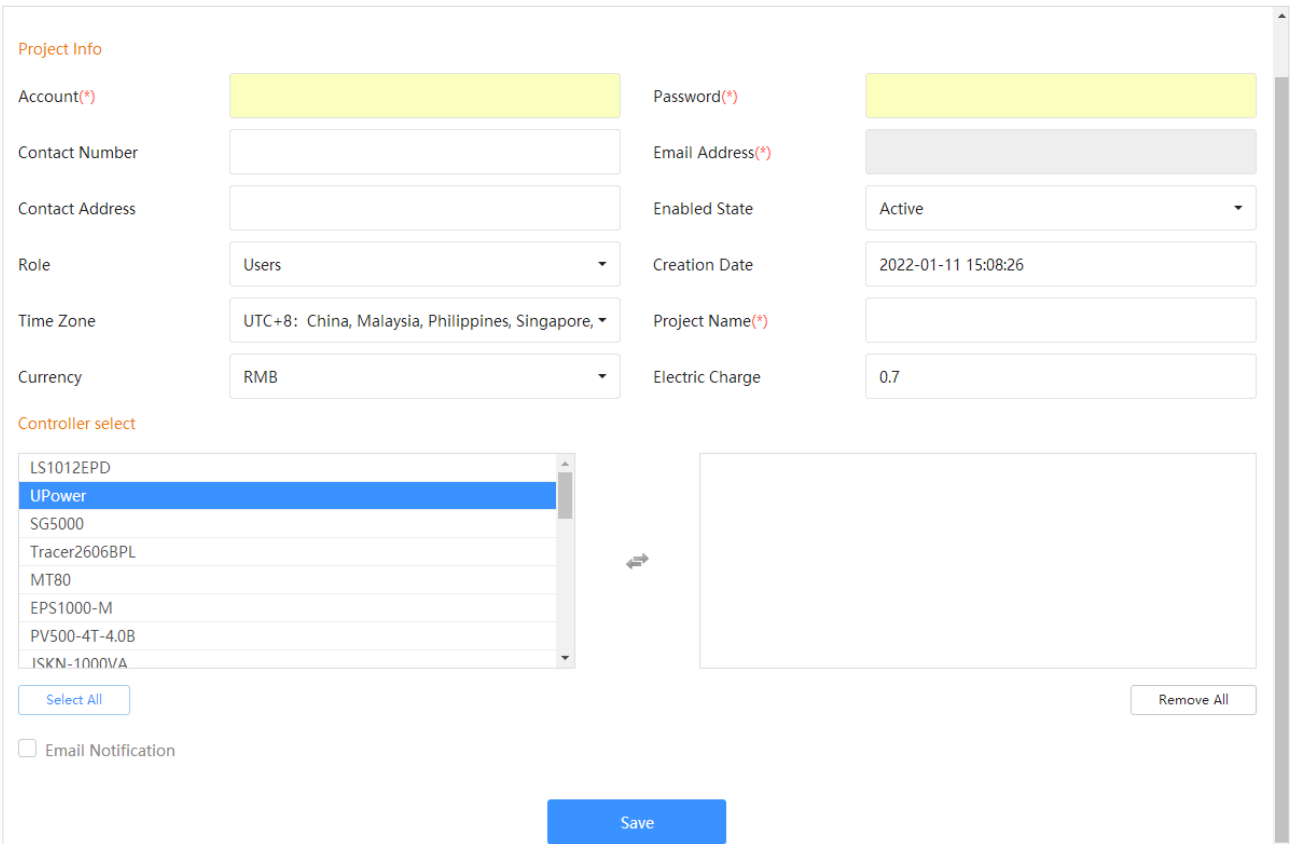 Project Info
Account(*)
Password(*)
Contact Number
Email Address(*)
Contact Address
Enabled State
Active
Role
Users
Creation Date
2022-01-11 15:08:26
Time Zone
UTC+8：China, Malaysia, Philippines, Singapore,
Project Name(*)
Currency
RMB
Electric Charge
0.7
Controller select
LS1012EPD
UPower
SG5000
Tracer2606BPL
MT80
EPS1000-M
PV500-4T-4.0B
JSKN-1000VA
Select All
Remove All
Email Notification
Save